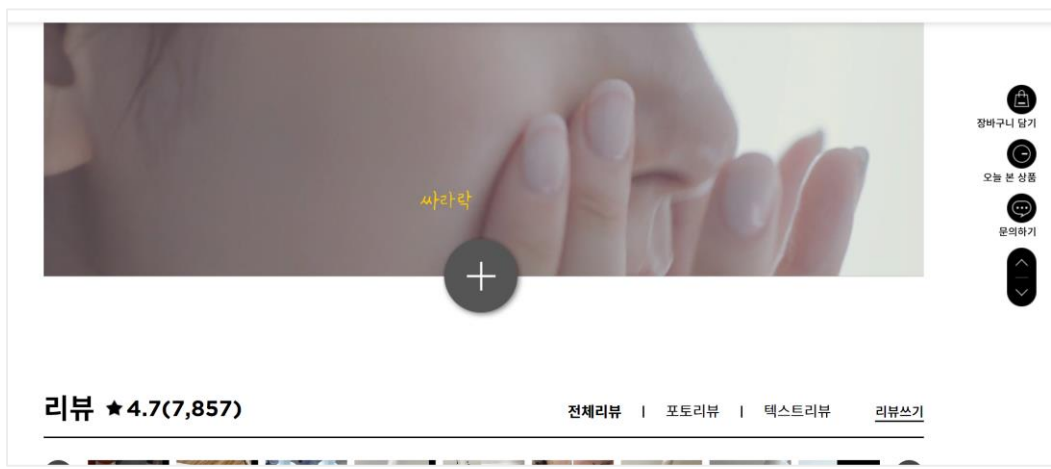 싸라락
장바구니 담기
오늘 본 상품
문의하기
리뷰 ★4.7(7,857)
전체리뷰 | 포토리뷰 | 텍스트리뷰 리뷰쓰기